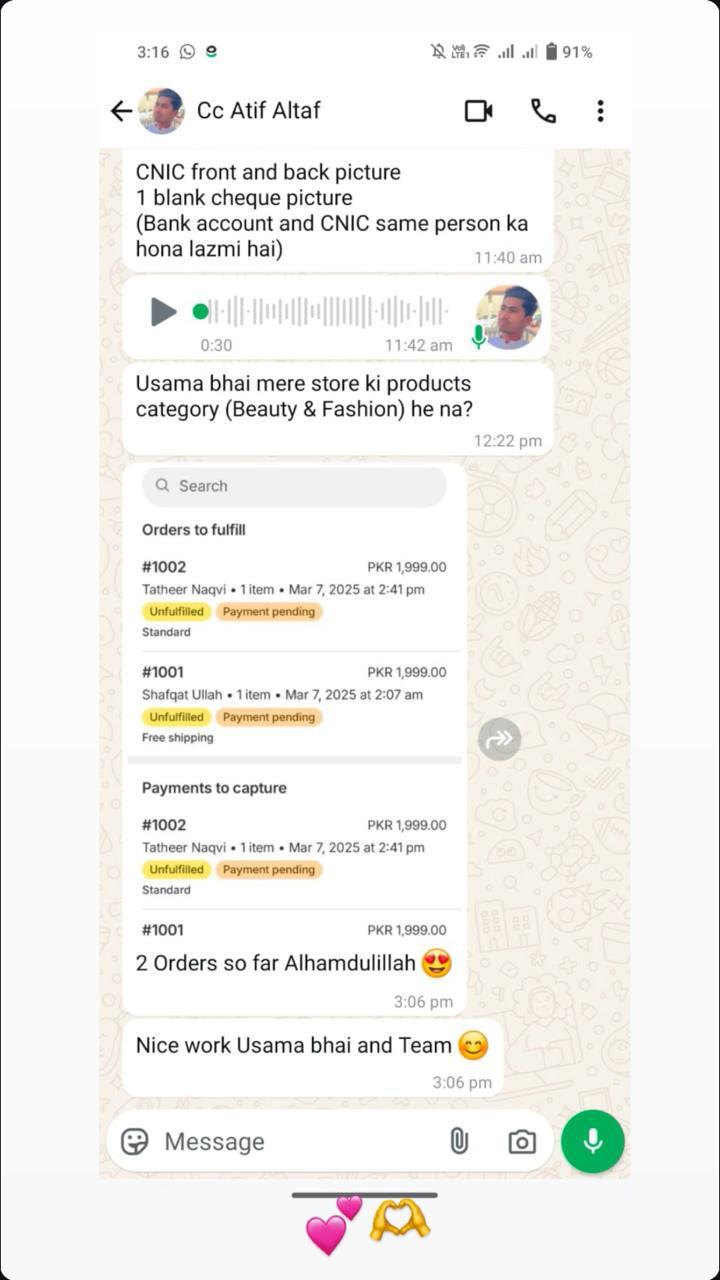 3:16
VoI) LTE1
91%
Cc Atif Altaf
CNIC front and back picture
1 blank cheque picture
(Bank account and CNIC same person ka
hona lazmi hai)
11:40 am
0:30
11:42 am
Usama bhai mere store ki products
category (Beauty & Fashion) he na?
12:22 pm
Search
Orders to fulfill
#1002 PKR 1,999.00
Tatheer Naqvi • 1 item • Mar 7, 2025 at 2:41 pm
Unfulfilled Payment pending
Standard
#1001 PKR 1,999.00
Shafqat Ullah • 1 item • Mar 7, 2025 at 2:07 am
Unfulfilled Payment pending
Free shipping
Payments to capture
#1002 PKR 1,999.00
Tatheer Naqvi • 1 item • Mar 7, 2025 at 2:41 pm
Unfulfilled Payment pending
Standard
#1001 PKR 1,999.00
2 Orders so far Alhamdulillah 😍
3:06 pm
Nice work Usama bhai and Team 😊
3:06 pm
Message
💕 🫶